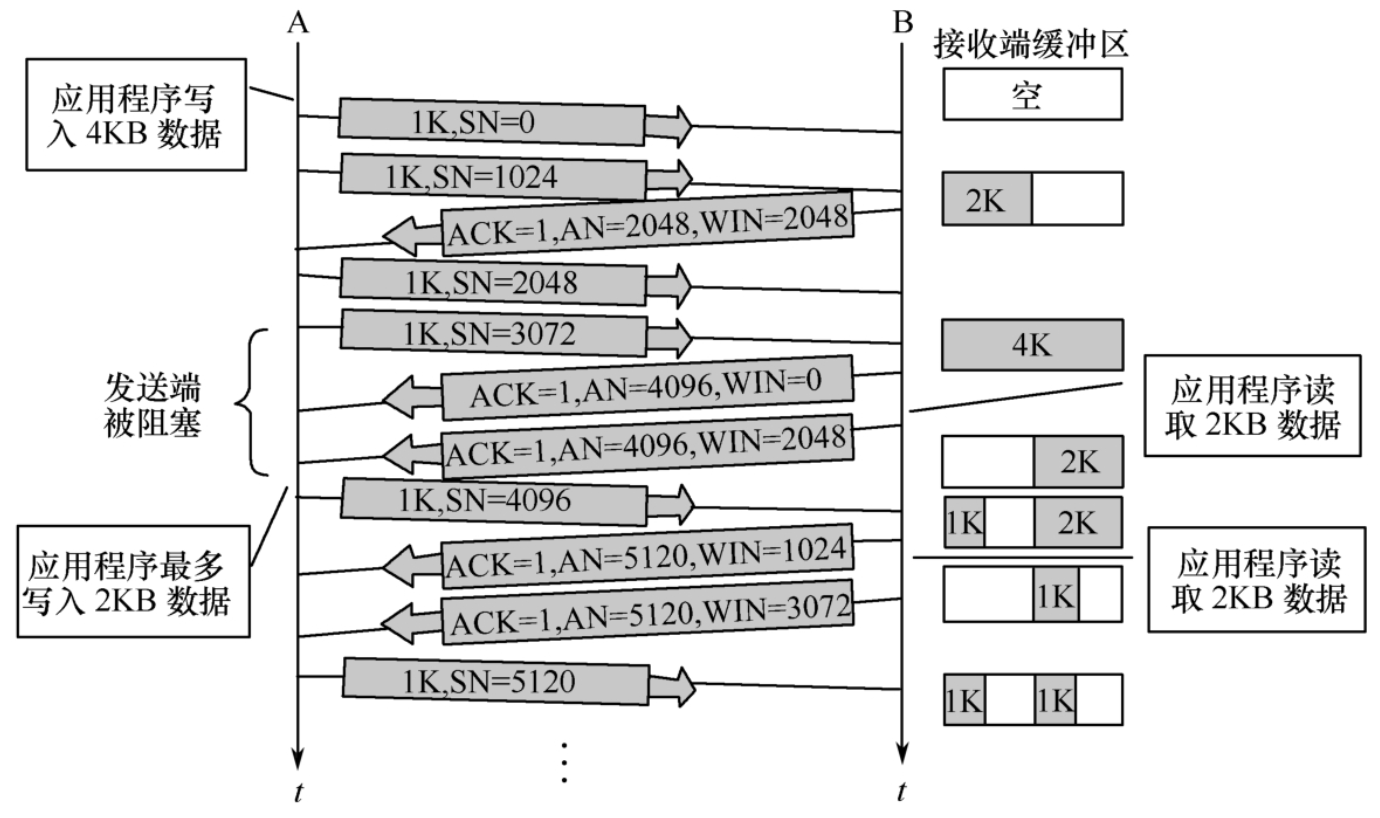 A
B
接收端缓冲区
空
应用程序写
入 4KB 数据
1K,SN=0
1K,SN=1024
2K
ACK=1,AN=2048,WIN=2048
1K,SN=2048
1K,SN=3072
4K
发送端
被阻塞
ACK=1,AN=4096,WIN=0
应用程序读
取 2KB 数据
ACK=1,AN=4096,WIN=2048
2K
1K,SN=4096
1K
2K
应用程序最多
写入 2KB 数据
ACK=1,AN=5120,WIN=1024
应用程序读
取 2KB 数据
1K
ACK=1,AN=5120,WIN=3072
1K,SN=5120
1K
1K
t
t